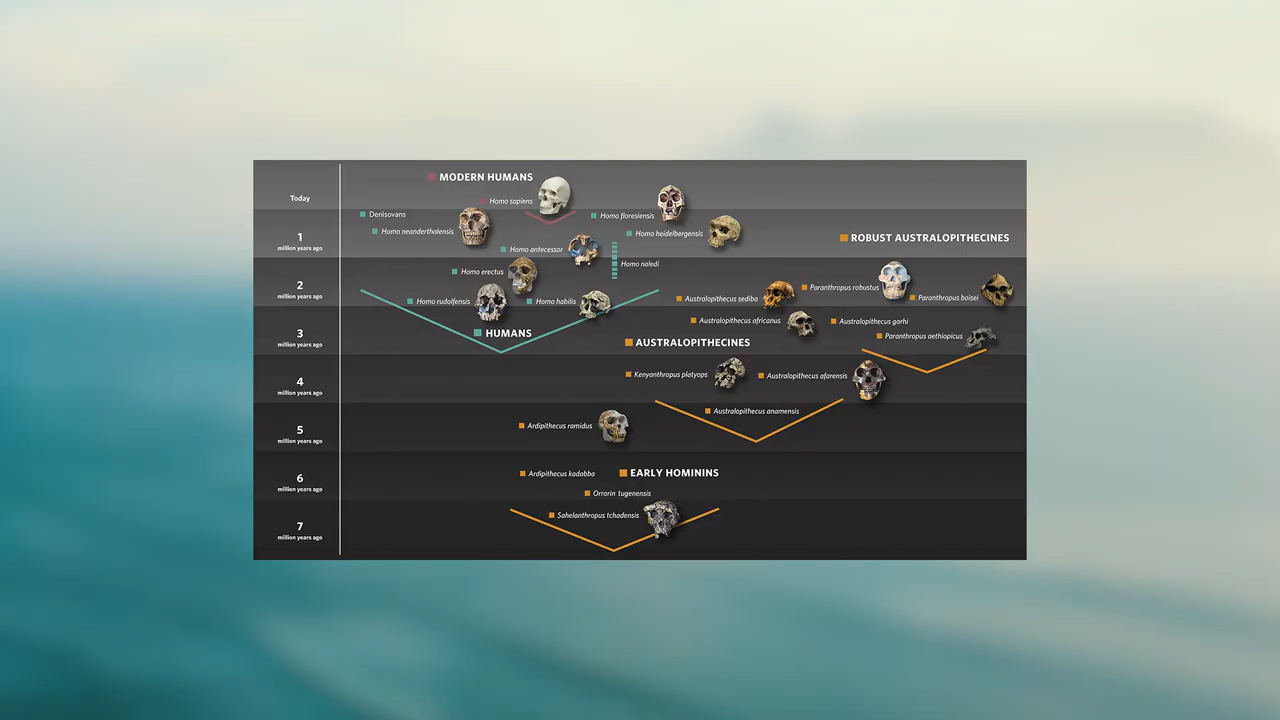 MODERN HUMANS
Today
Homo sapiens
Denisovans
Homo floresiensis
Homo neanderthalensis
Homo heidelbergensis
1
million years ago
ROBUST AUSTRALOPITHECINES
Homo antecessor
Homo naledi
Homo erectus
2
million years ago
Paranthropus robustus
Paranthropus boisei
Homo rudolfensis
Homo habilis
Australopithecus sediba
Australopithecus africanus
Australopithecus garhi
3
million years ago
HUMANS
Paranthropus aethiopicus
AUSTRALOPITHECINES
Kenyanthropus platyops
Australopithecus afarensis
4
million years ago
Australopithecus anamensis
Ardipithecus ramidus
5
million years ago
Ardipithecus kadabba
EARLY HOMININS
6
million years ago
Orrorin tugenensis
Sahelanthropus tchadensis
7
million years ago